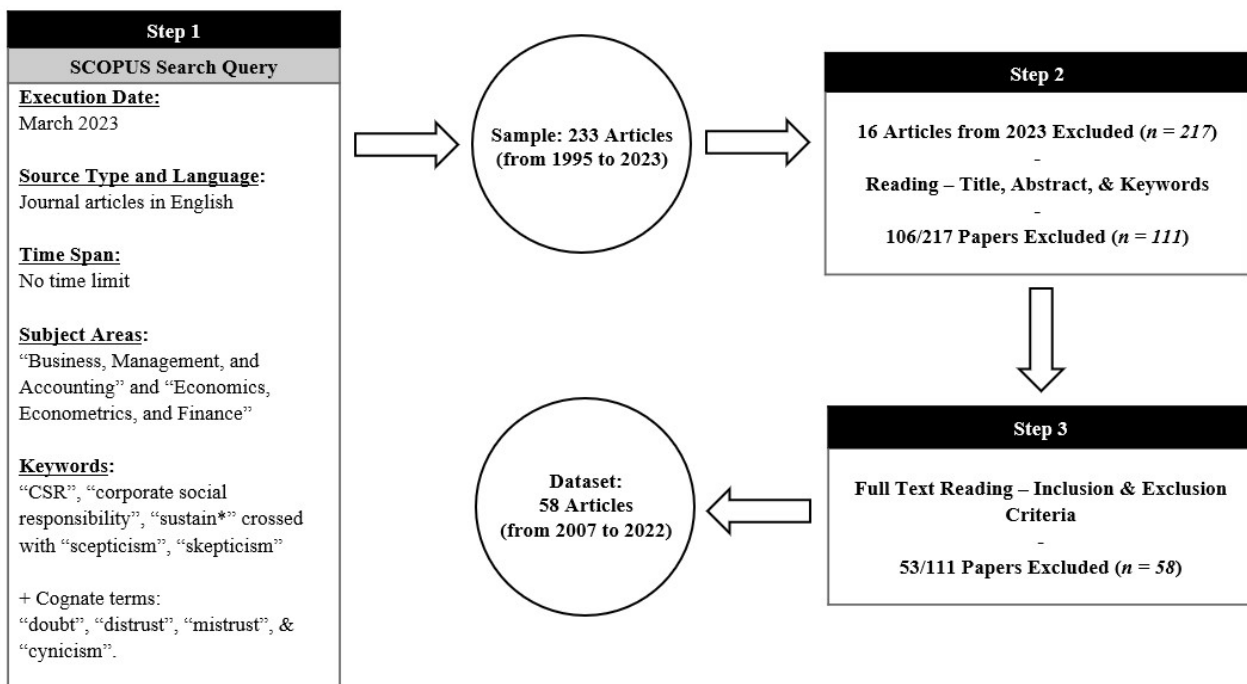 Step 1
SCOPUS Search Query
Execution Date:
March 2023
Source Type and Language:
Journal articles in English
Time Span:
No time limit
Subject Areas:
“Business, Management, and
Accounting” and “Economics,
Econometrics, and Finance”
Keywords:
“CSR”, “corporate social
responsibility”, “sustain*” crossed
with “scepticism”, “skepticism”
+ Cognate terms:
“doubt”, “distrust”, “mistrust”, &
“cynicism”.
Sample: 233 Articles
(from 1995 to 2023)
Step 2
16 Articles from 2023 Excluded (n = 217)
-
Reading – Title, Abstract, & Keywords
-
106/217 Papers Excluded (n = 111)
Step 3
Full Text Reading – Inclusion & Exclusion
Criteria
-
53/111 Papers Excluded (n = 58)
Dataset:
58 Articles
(from 2007 to 2022)